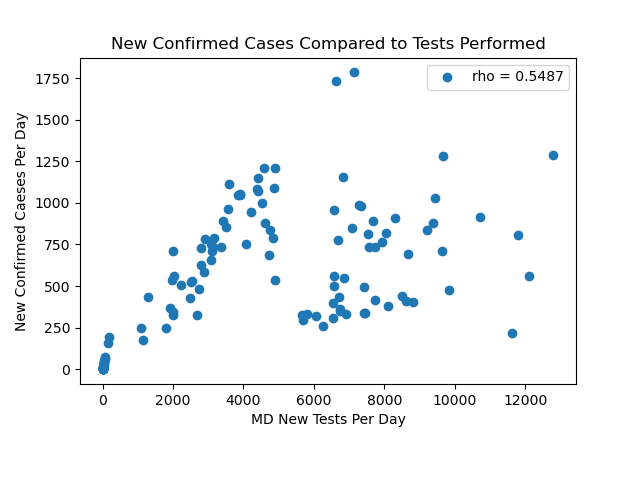 New Confirmed Cases Compared to Tests Performed
rho = 0.5487
New Confirmed Caeses Per Day
1750
1500
1250
1000
750
500
250
0
0 2000 4000 6000 8000 10000 12000
MD New Tests Per Day